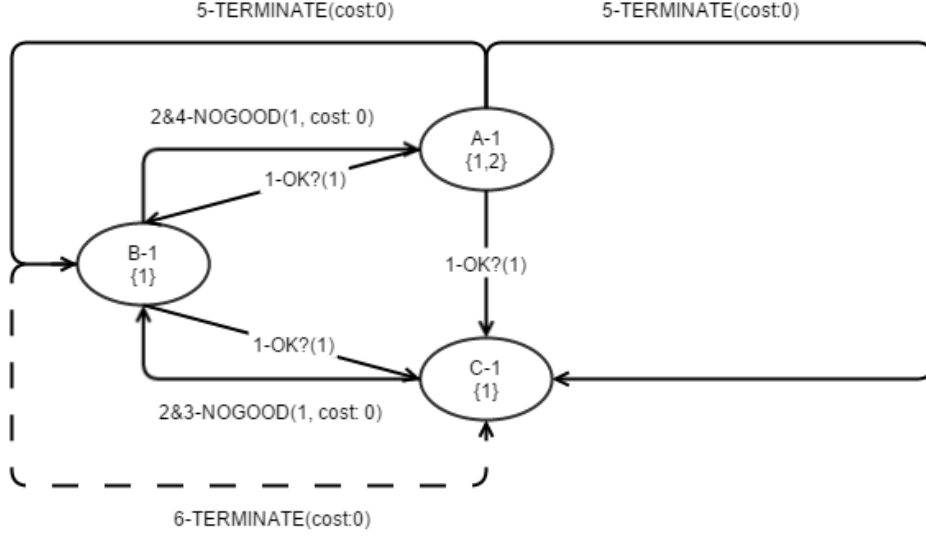 5-TERMINATE(cost:0)
5-TERMINATE(cost:0)
2&4-NOGOOD(1, cost: 0)
A-1
{1,2}
1-OK?(1)
B-1
{1}
1-OK?(1)
1-OK?(1)
C-1
{1}
2&3-NOGOOD(1, cost: 0)
6-TERMINATE(cost:0)